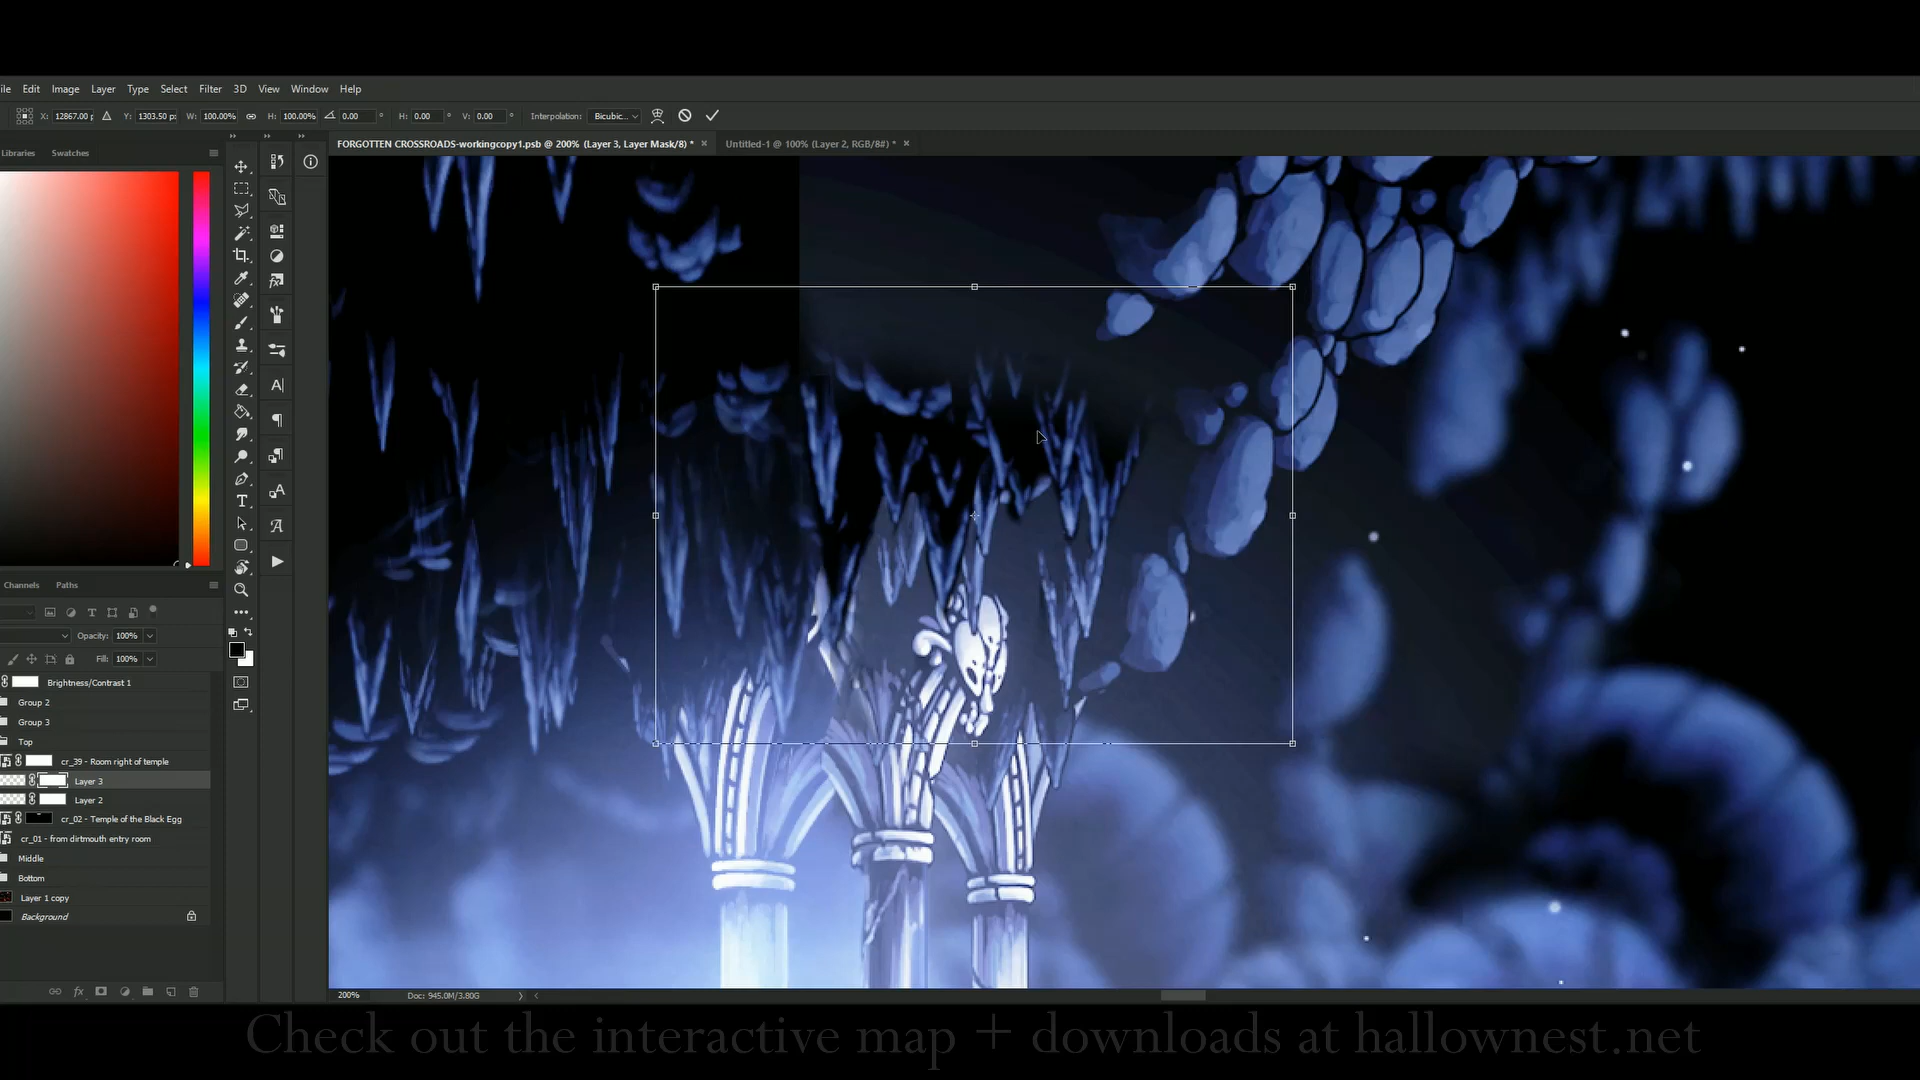 ile Edit Image Layer Type Select Filter 3D View Window Help
X: 12867.00 p Y: 1303.50 px W: 100.00% H: 100.00% 0.00 ° H: 0.00 ° V: 0.00 ° Interpolation: Bicubic...
FORGOTTEN CROSSROADS-workingcopy1.psb @ 200% (Layer 3, Layer Mask/8) * × Untitled-1 @ 100% (Layer 2, RGB/8#) * ×
Libraries Swatches
Channels Paths
Opacity: 100%
Fill: 100%
Brightness/Contrast 1
Group 2
Group 3
Top
cr_39 - Room right of temple
Layer 3
Layer 2
cr_02 - Temple of the Black Egg
cr_01 - from dirtmouth entry room
Middle
Bottom
Layer 1 copy
Background
200% Doc: 945.0M/3.80G
Check out the interactive map + downloads at hallownest.net